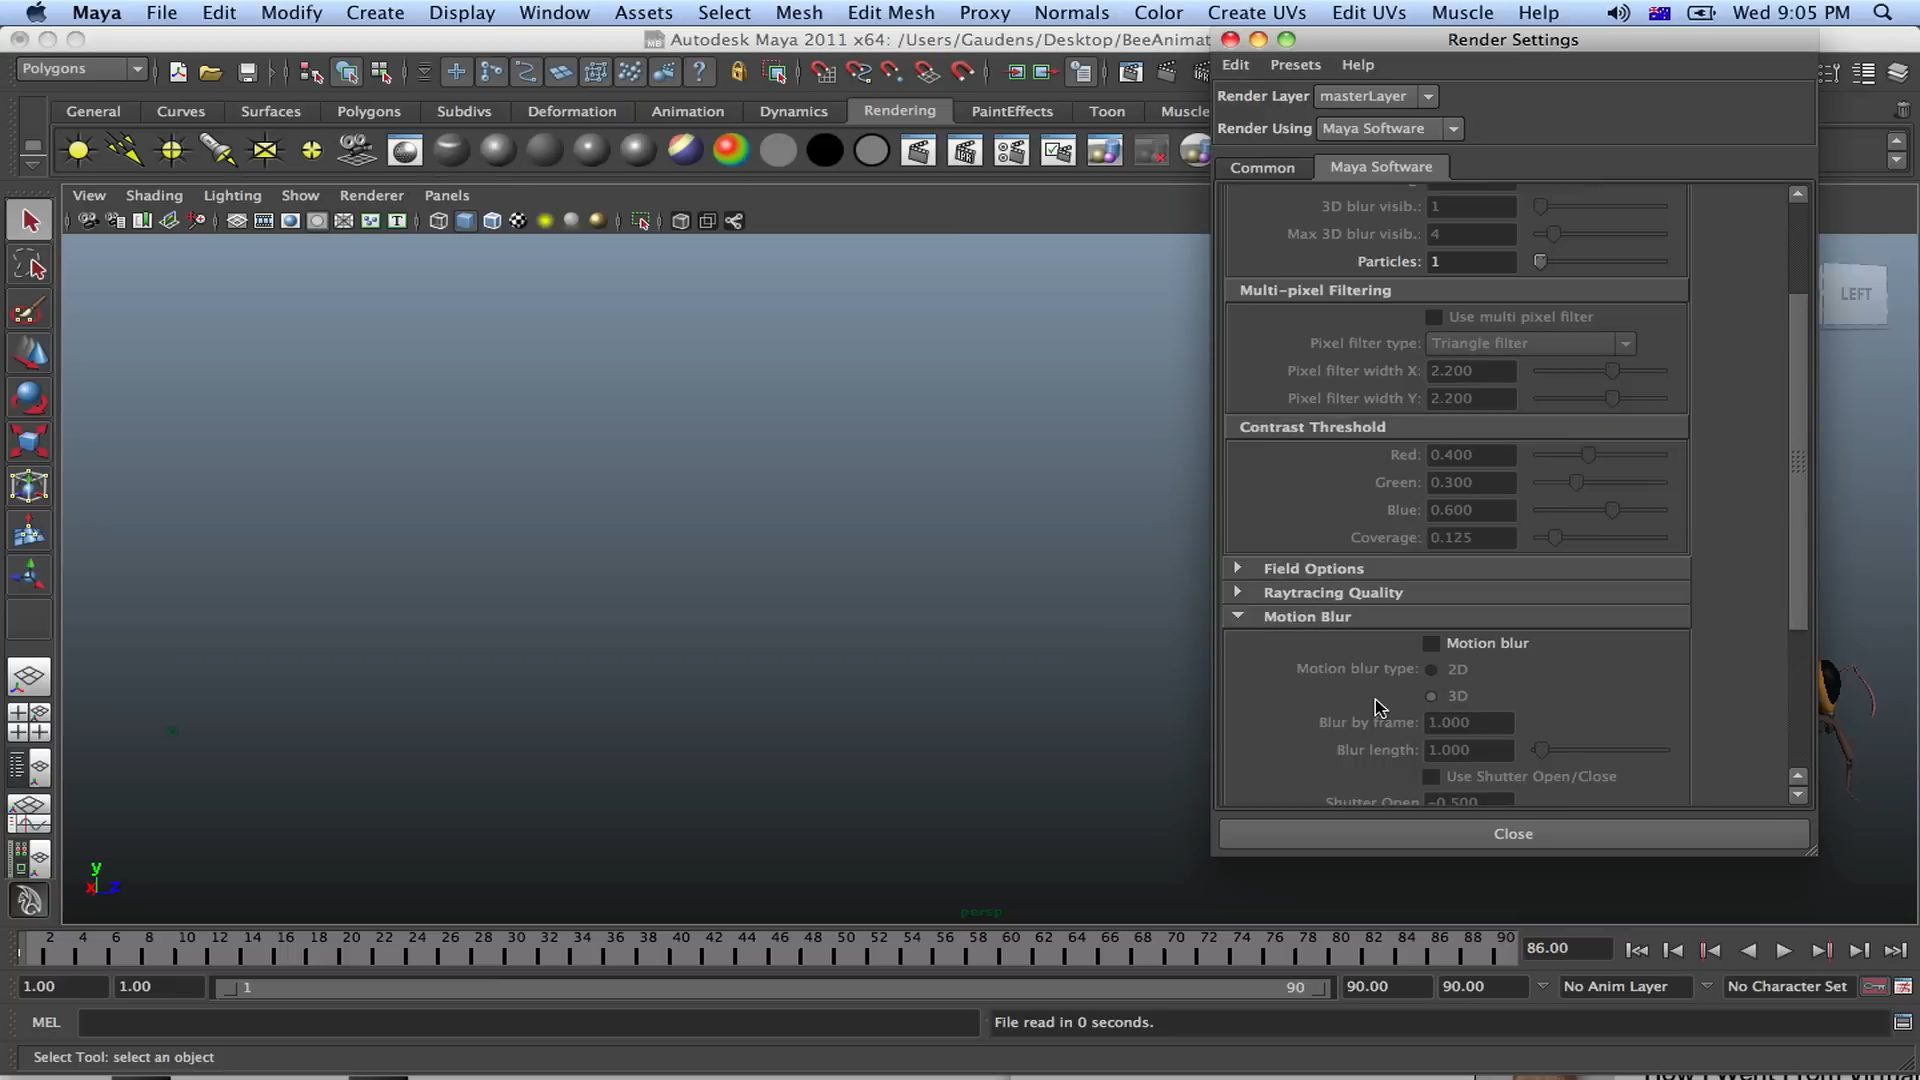 Maya File Edit Modify Create Display Window Assets Select Mesh Edit Mesh Proxy Normals Color Create UVs Edit UVs Muscle Help Wed 9:05 PM
Autodesk Maya 2011 x64: /Users/Gaudens/Desktop/BeeAnimat
Polygons
General Curves Surfaces Polygons Subdivs Deformation Animation Dynamics Rendering PaintEffects Toon Muscle
View Shading Lighting Show Renderer Panels
Render Settings
Edit Presets Help
Render Layer masterLayer
Render Using Maya Software
Common Maya Software
3D blur visib.: 1
Max 3D blur visib.: 4
Particles: 1
Multi-pixel Filtering
Use multi pixel filter
Pixel filter type: Triangle filter
Pixel filter width X: 2.200
Pixel filter width Y: 2.200
Contrast Threshold
Red: 0.400
Green: 0.300
Blue: 0.600
Coverage: 0.125
Field Options
Raytracing Quality
Motion Blur
Motion blur
Motion blur type: 2D
3D
Blur by frame: 1.000
Blur length: 1.000
Use Shutter Open/Close
Shutter Open -0.500
Close
LEFT
y
x z
persp
2 4 6 8 10 12 14 16 18 20 22 24 26 28 30 32 34 36 38 40 42 44 46 48 50 52 54 56 58 60 62 64 66 68 70 72 74 76 78 80 82 84 86 88 90 86.00
1.00 1.00 1 90 90.00 90.00 No Anim Layer No Character Set
MEL File read in 0 seconds.
Select Tool: select an object